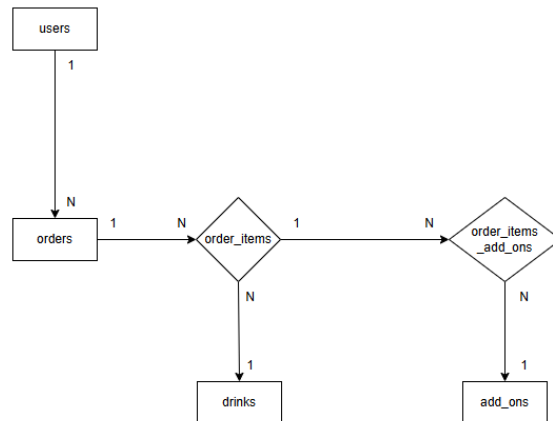 users
1
N
orders
1
N
order_items
1
N
order_items
_add_ons
N
N
1
1
drinks
add_ons